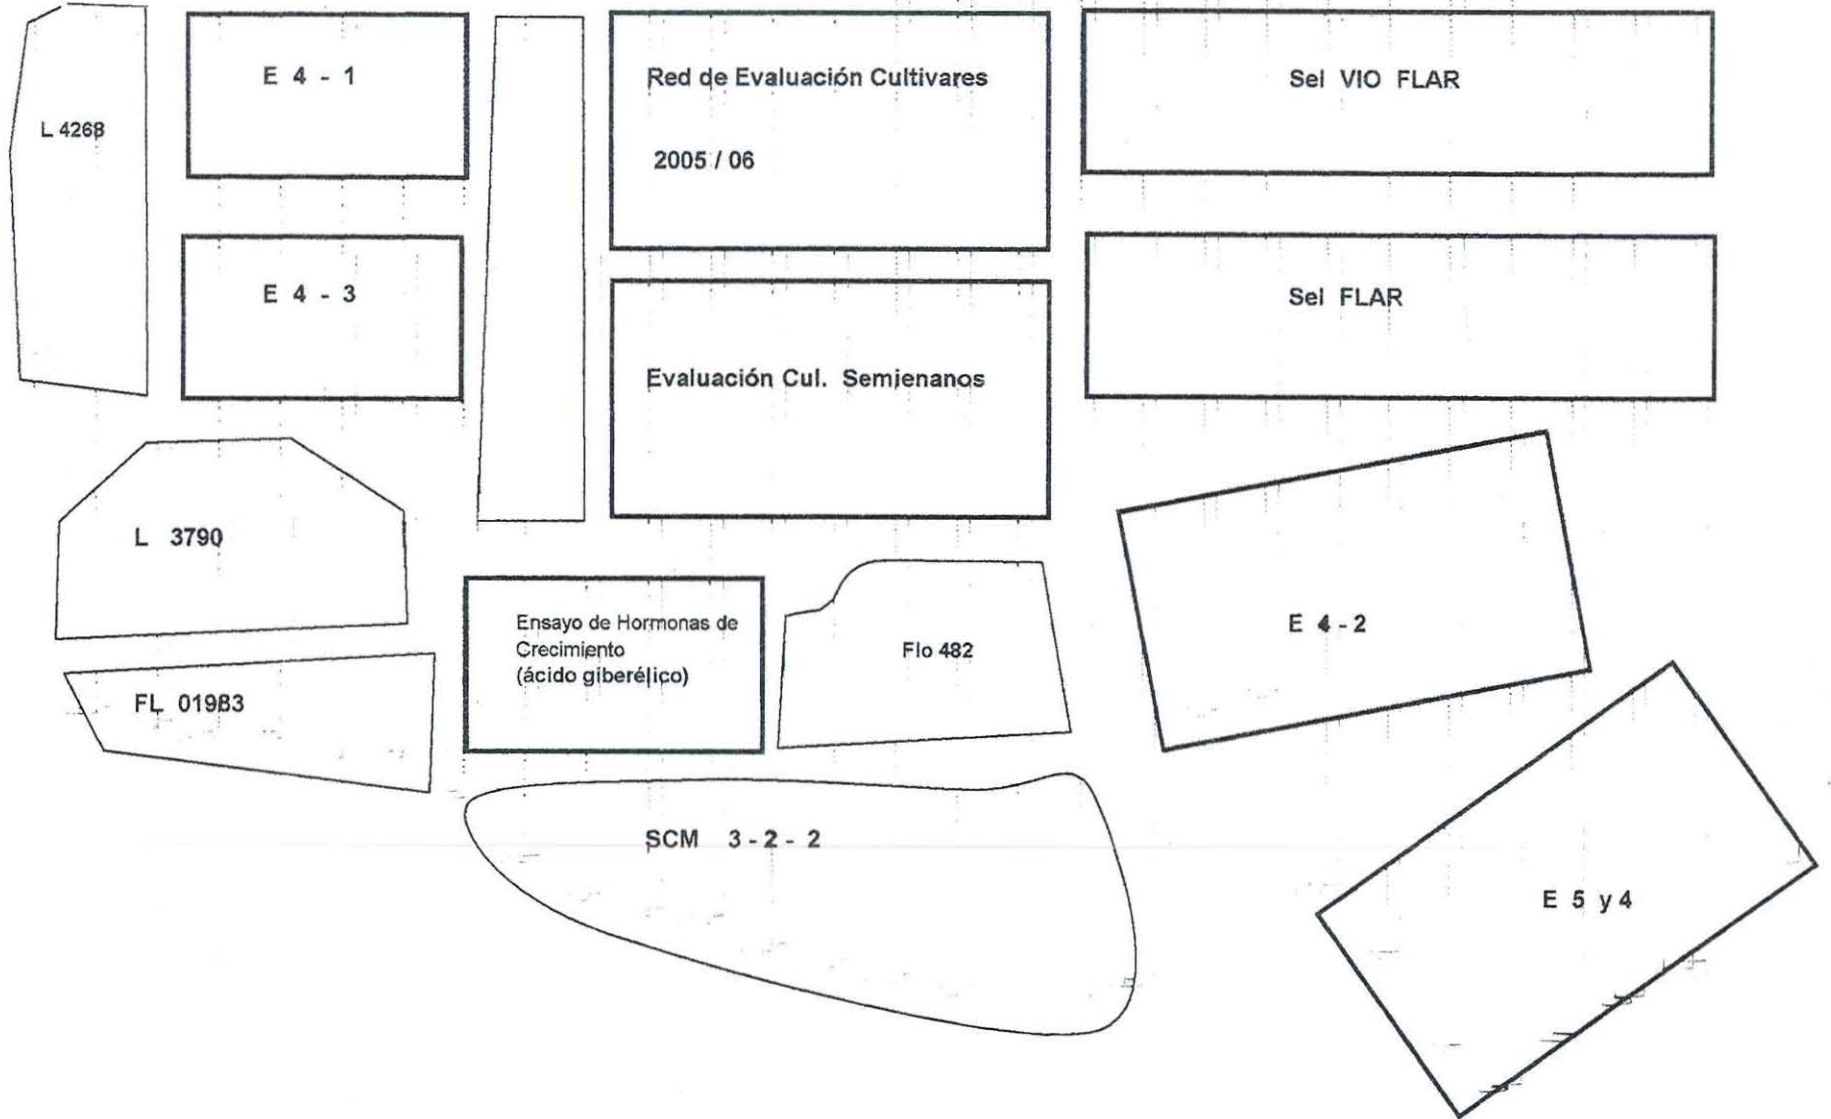 L 4268
E 4 - 1
Red de Evaluación Cultivares
2005 / 06
Sel VIO FLAR
E 4 - 3
Sel FLAR
Evaluación Cul. Semienanos
L 3790
Ensayo de Hormonas de
Crecimiento
(ácido giberélico)
Flo 482
E 4 - 2
FL 01983
SCM 3 - 2 - 2
E 5 y 4